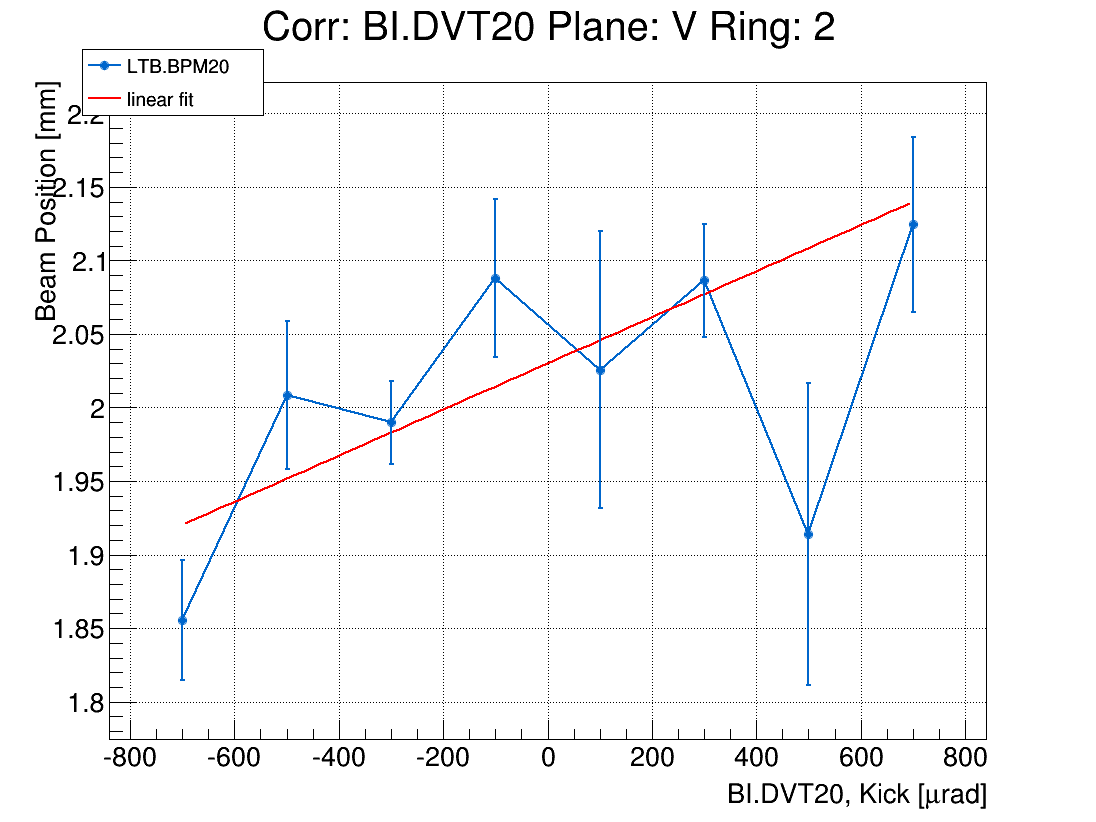 Corr: BI.DVT20 Plane: V Ring: 2
LTB.BPM20
linear fit
Beam Position [mm]
2.2
2.15
2.1
2.05
2
1.95
1.9
1.85
1.8
-800 -600 -400 -200 0 200 400 600 800
BI.DVT20, Kick [μrad]